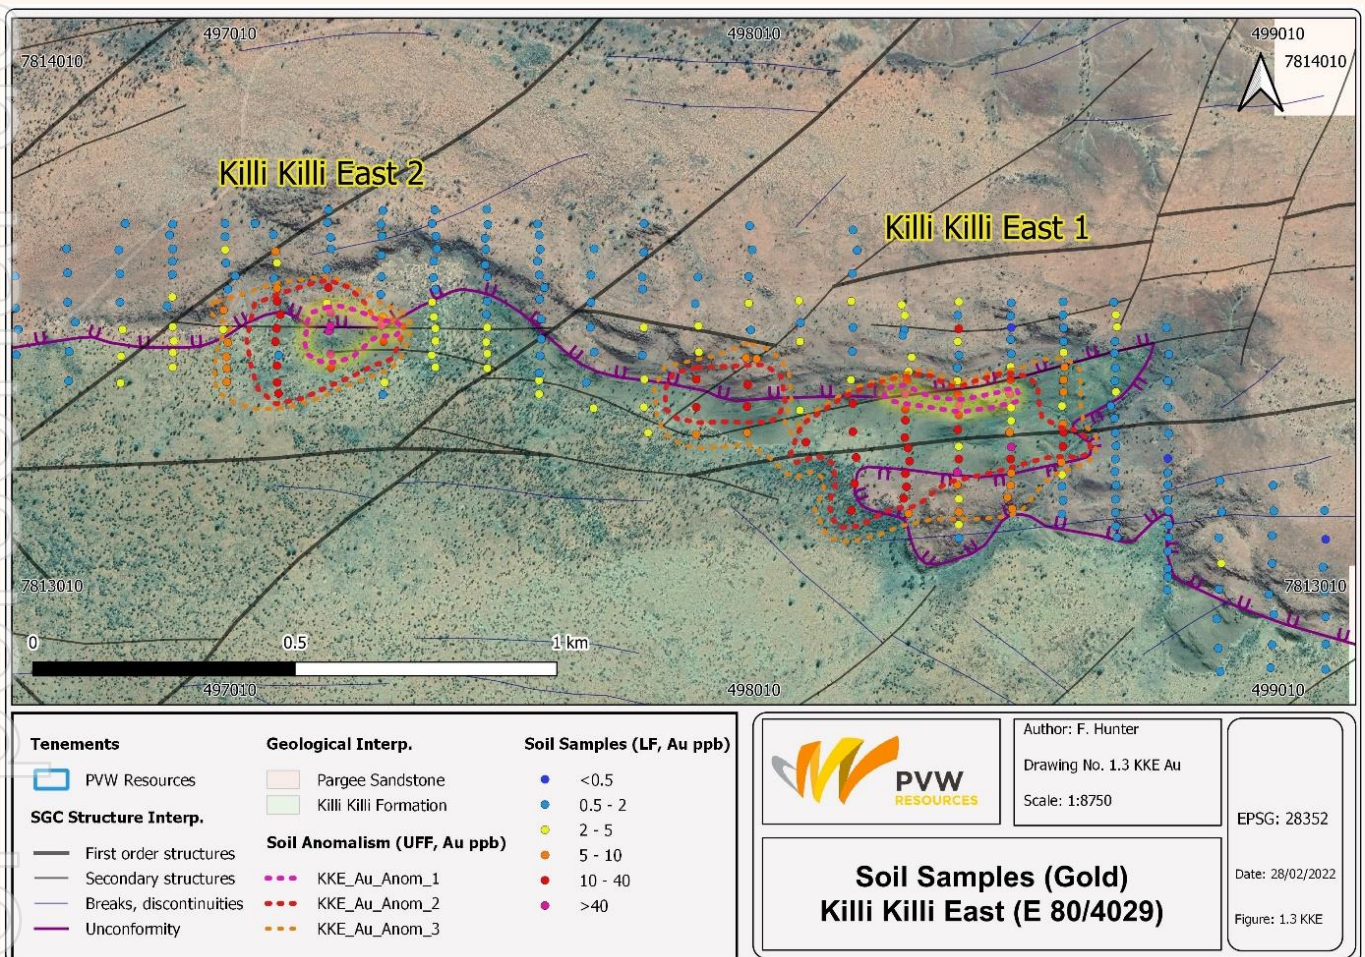 497010
498010
499010
7814010
7814010
Killi Killi East 2
Killi Killi East 1
7813010
7813010
0
0.5
1 km
497010
498010
499010
Tenements
PVW Resources
SGC Structure Interp.
First order structures
Secondary structures
Breaks, discontinuities
Unconformity
Geological Interp.
Pargee Sandstone
Killi Killi Formation
Soil Anomalism (UFF, Au ppb)
KKE_Au_Anom_1
KKE_Au_Anom_2
KKE_Au_Anom_3
Soil Samples (LF, Au ppb)
<0.5
0.5 - 2
2 - 5
5 - 10
10 - 40
>40
PVW
RESOURCES
Author: F. Hunter
Drawing No. 1.3 KKE Au
Scale: 1:8750
Soil Samples (Gold)
Killi Killi East (E 80/4029)
EPSG: 28352
Date: 28/02/2022
Figure: 1.3 KKE